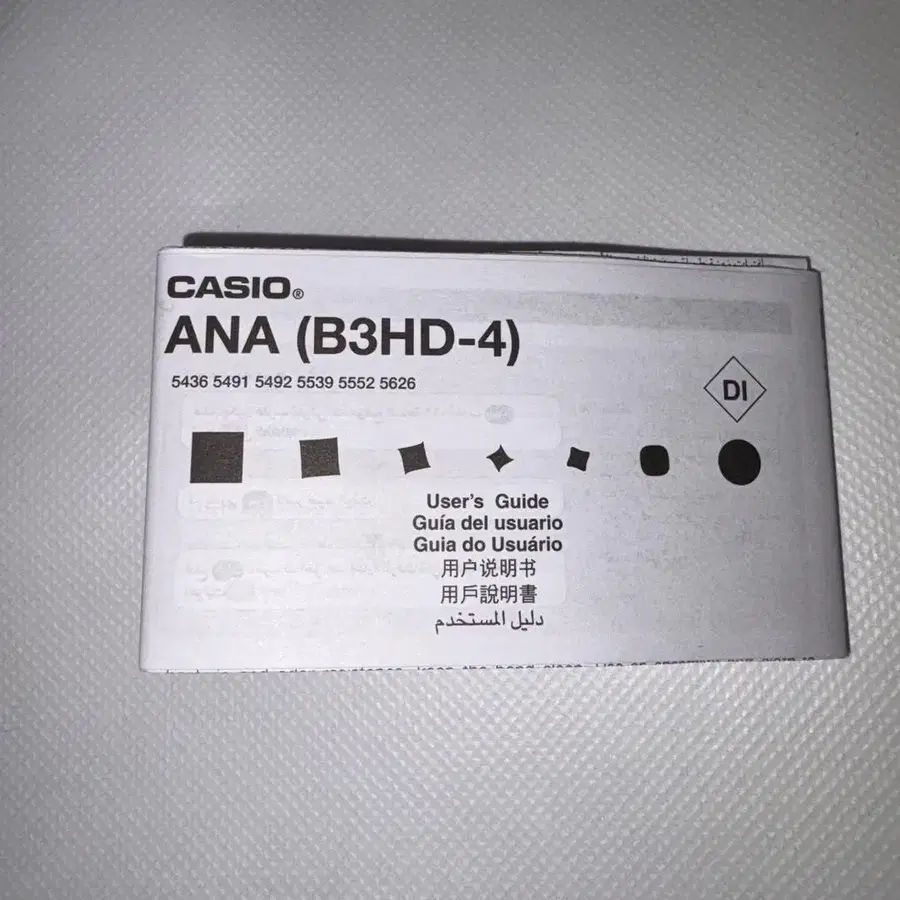 CASIO®
ANA (B3HD-4)
5436 5491 5492 5539 5552 5626
DI
User's Guide
Guía del usuario
Guia do Usuário
用户说明书
用戶說明書
دليل المستخدم